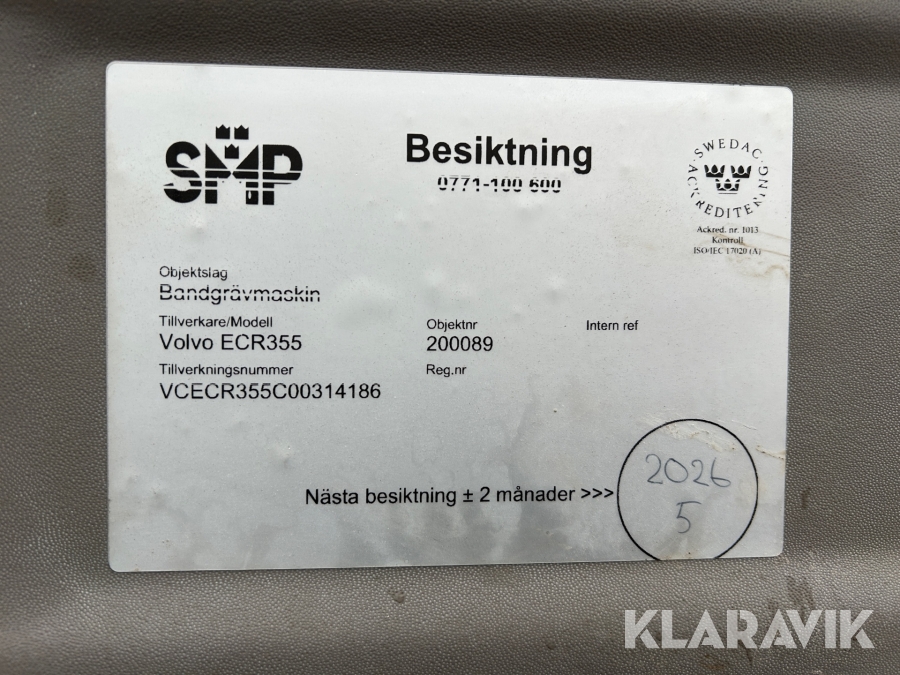 SMP
Besiktning
0771-100 600
SWEDAC
ACKREDITERING
Ackred. nr. 1013
Kontroll
ISO/IEC 17020 (A)
Objektslag
Bandgrävmaskin
Tillverkare/Modell
Volvo ECR355
Objektnr
200089
Intern ref
Tillverkningsnummer
VCECR355C00314186
Reg.nr
Nästa besiktning ± 2 månader >>>
2026
5
KLARAVIK